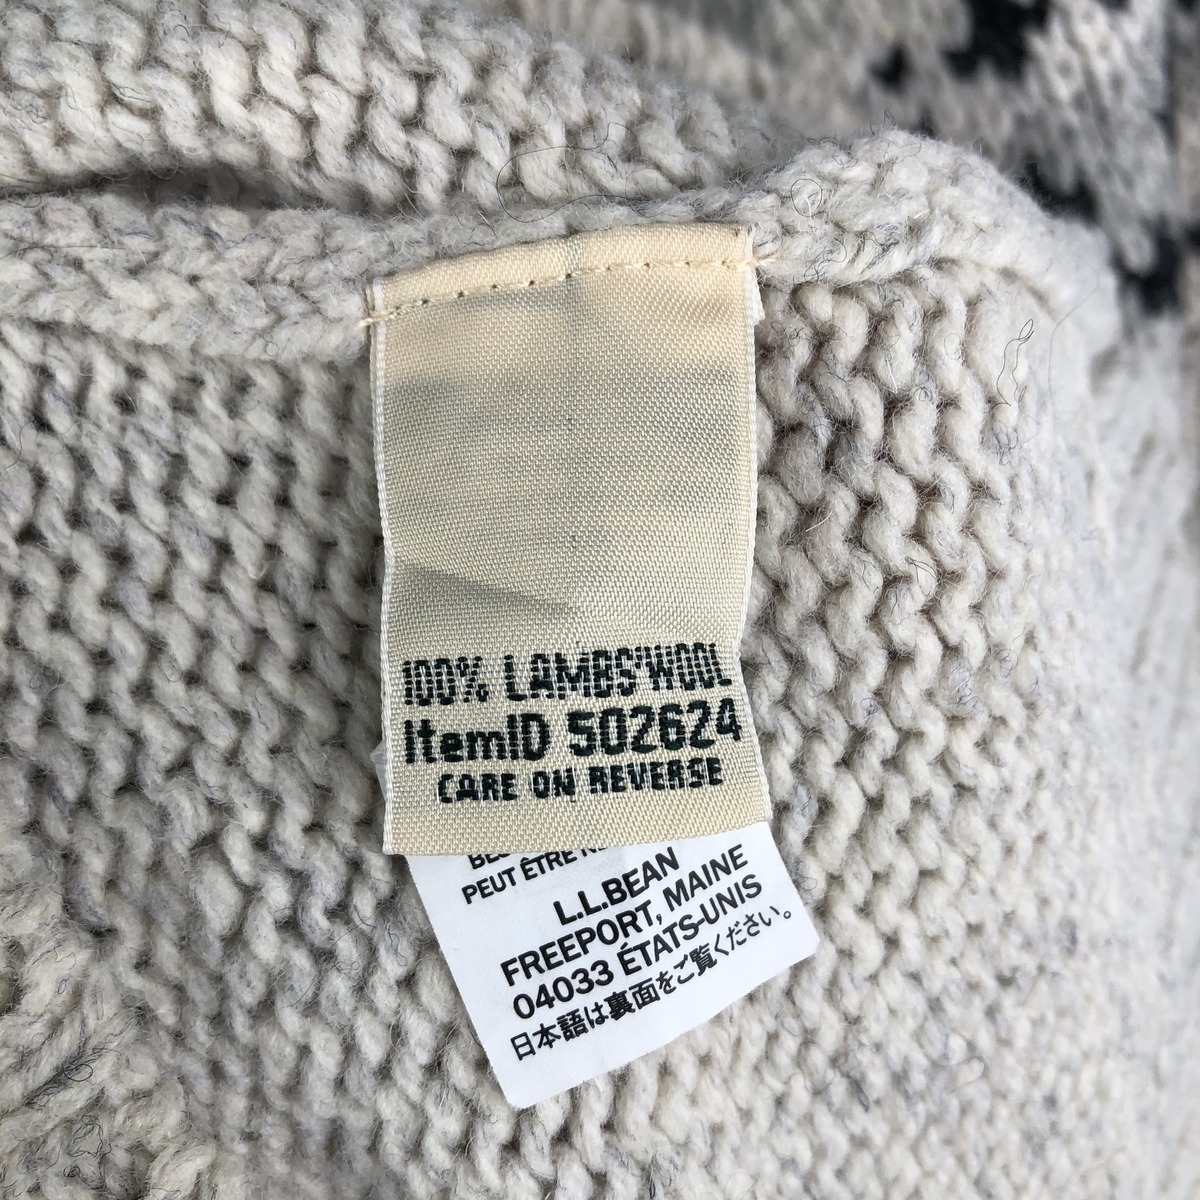 100% LAMBS'WOOL
ItemID 502624
CARE ON REVERSE
PEUT ÊTRE
L.L.BEAN
FREEPORT, MAINE
04033 ÉTATS-UNIS
日本語は裏面をご覧ください。